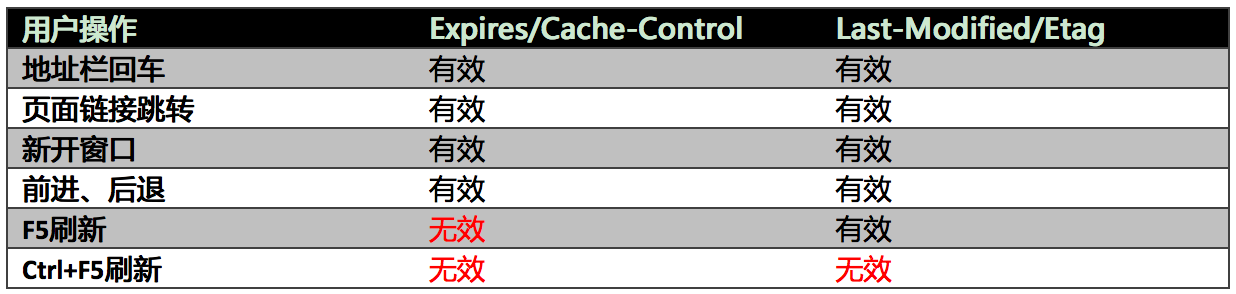 用户操作 Expires/Cache-Control Last-Modified/Etag
地址栏回车 有效 有效
页面链接跳转 有效 有效
新开窗口 有效 有效
前进、后退 有效 有效
F5刷新 无效 有效
Ctrl+F5刷新 无效 无效